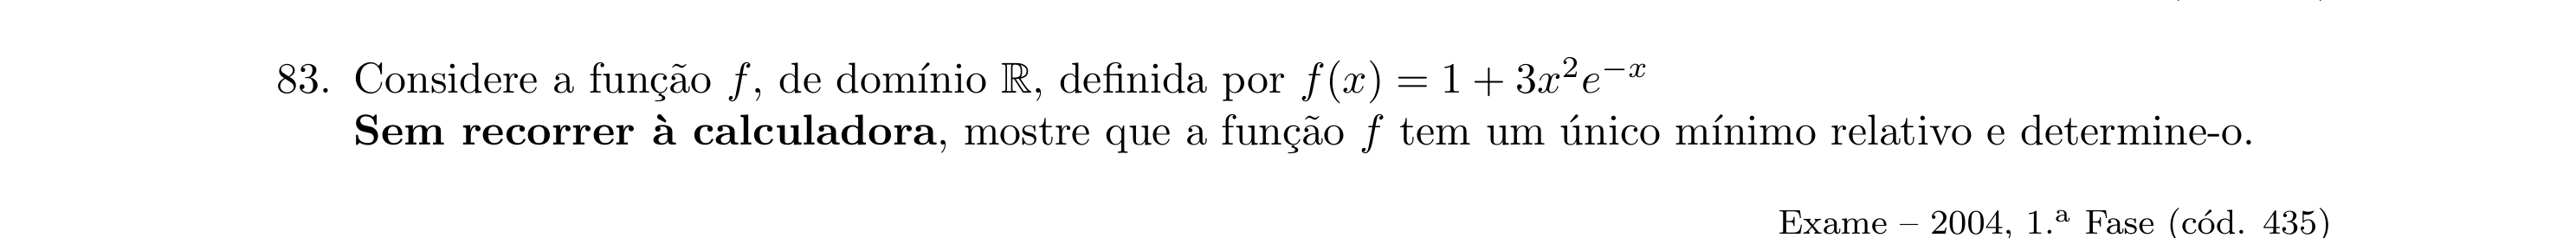 83. Considere a função f, de domínio ℝ, definida por f(x) = 1 + 3x²e⁻ˣ
Sem recorrer à calculadora, mostre que a função f tem um único mínimo relativo e determine-o.
Exame – 2004, 1.ª Fase (cód. 435)